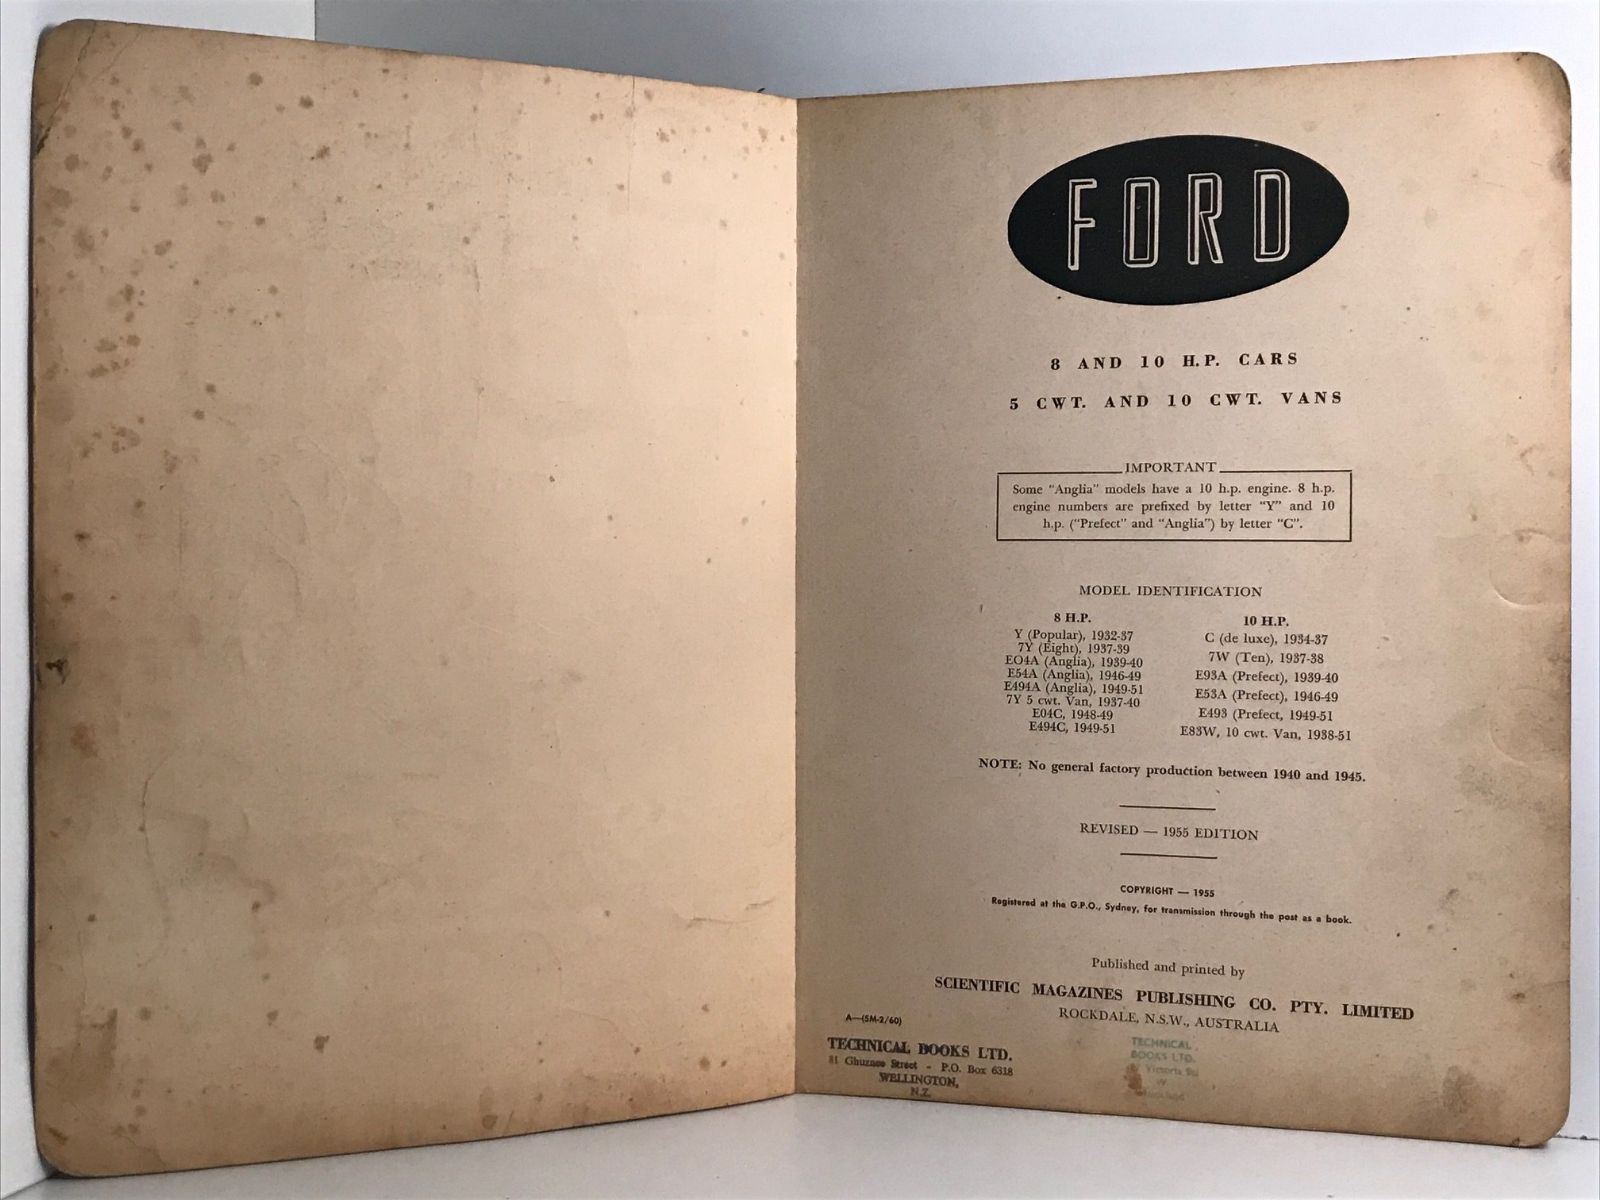 FORD
8 AND 10 H.P. CARS
5 CWT. AND 10 CWT. VANS
IMPORTANT
Some "Anglia" models have a 10 h.p. engine. 8 h.p.
engine numbers are prefixed by letter "Y" and 10
h.p. ("Prefect" and "Anglia") by letter "C".
MODEL IDENTIFICATION
8 H.P.
Y (Popular), 1932-37
7Y (Eight), 1937-39
EO4A (Anglia), 1939-40
E54A (Anglia), 1946-49
E494A (Anglia), 1949-51
7Y 5 cwt. Van, 1937-40
E04C, 1948-49
E494C, 1949-51
10 H.P.
C (de luxe), 1934-37
7W (Ten), 1937-38
E93A (Prefect), 1939-40
E53A (Prefect), 1946-49
E493 (Prefect, 1949-51
E83W, 10 cwt. Van, 1938-51
NOTE: No general factory production between 1940 and 1945.
REVISED — 1955 EDITION
COPYRIGHT — 1955
Registered at the G.P.O., Sydney, for transmission through the post as a book.
Published and printed by
SCIENTIFIC MAGAZINES PUBLISHING CO. PTY. LIMITED
ROCKDALE, N.S.W., AUSTRALIA
A—(5M-2/60)
TECHNICAL BOOKS LTD.
81 Ghuznee Street - P.O. Box 6318
WELLINGTON,
N.Z.
TECHNICAL
BOOKS LTD.
Victoria